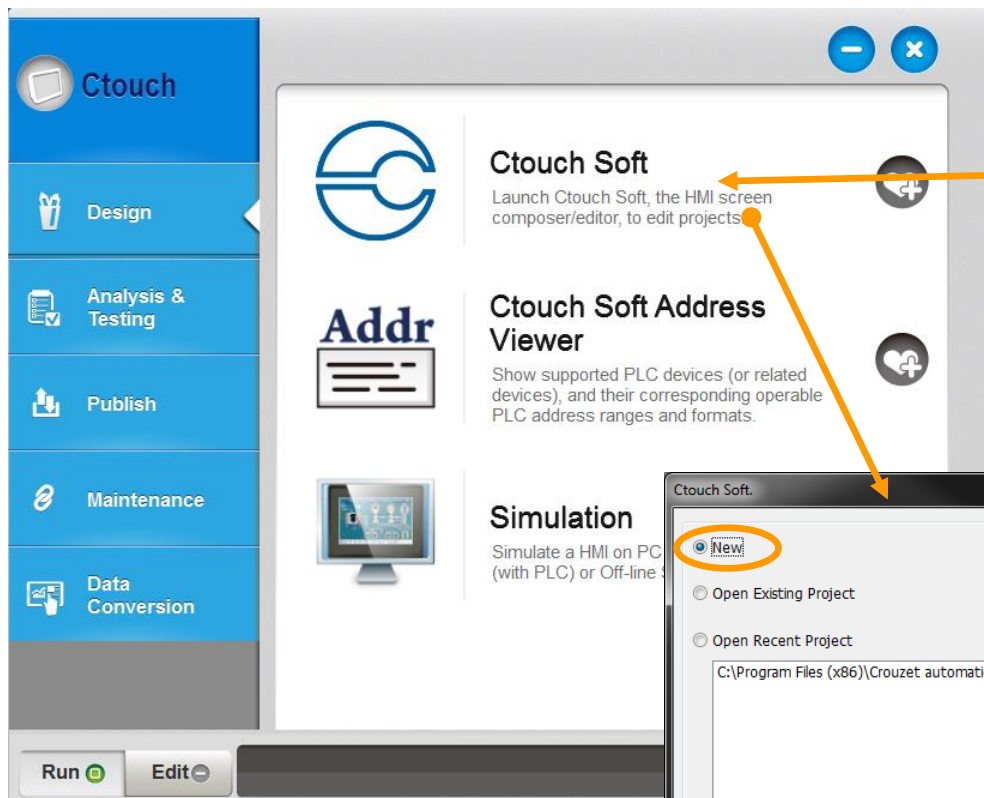 Ctouch
Design
Analysis &
Testing
Publish
Maintenance
Data
Conversion
Ctouch Soft
Launch Ctouch Soft, the HMI screen
composer/editor, to edit projects
Addr
Ctouch Soft Address
Viewer
Show supported PLC devices (or related
devices), and their corresponding operable
PLC address ranges and formats.
Simulation
Simulate a HMI on PC
(with PLC) or Off-line
Ctouch Soft.
New
Open Existing Project
Open Recent Project
C:\Program Files (x86)\Crouzet automati
Run
Edit